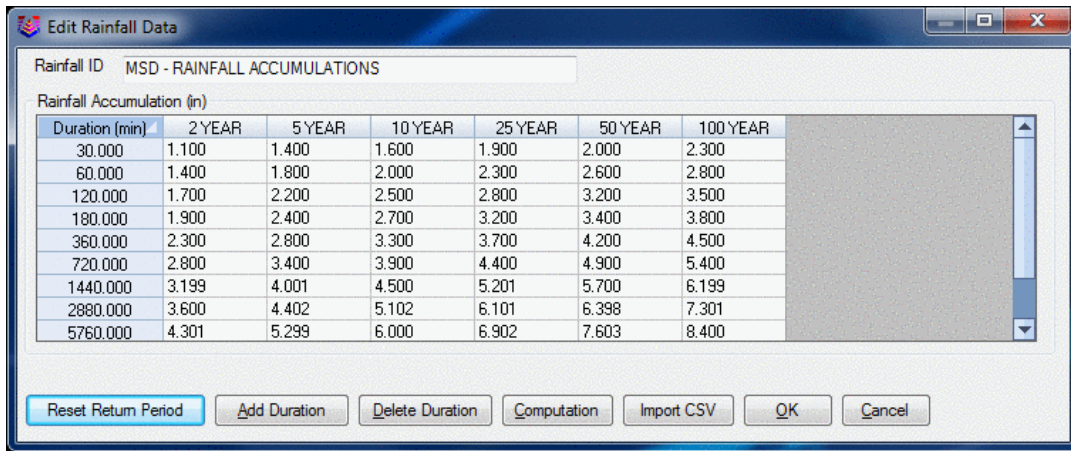 Edit Rainfall Data
Rainfall ID MSD - RAINFALL ACCUMULATIONS
Rainfall Accumulation (in)
Duration (min) 2 YEAR 5 YEAR 10 YEAR 25 YEAR 50 YEAR 100 YEAR
30.000 1.100 1.400 1.600 1.900 2.000 2.300
60.000 1.400 1.800 2.000 2.300 2.600 2.800
120.000 1.700 2.200 2.500 2.800 3.200 3.500
180.000 1.900 2.400 2.700 3.200 3.400 3.800
360.000 2.300 2.800 3.300 3.700 4.200 4.500
720.000 2.800 3.400 3.900 4.400 4.900 5.400
1440.000 3.199 4.001 4.500 5.201 5.700 6.199
2880.000 3.600 4.402 5.102 6.101 6.398 7.301
5760.000 4.301 5.299 6.000 6.902 7.603 8.400
Reset Return Period Add Duration Delete Duration Computation Import CSV OK Cancel